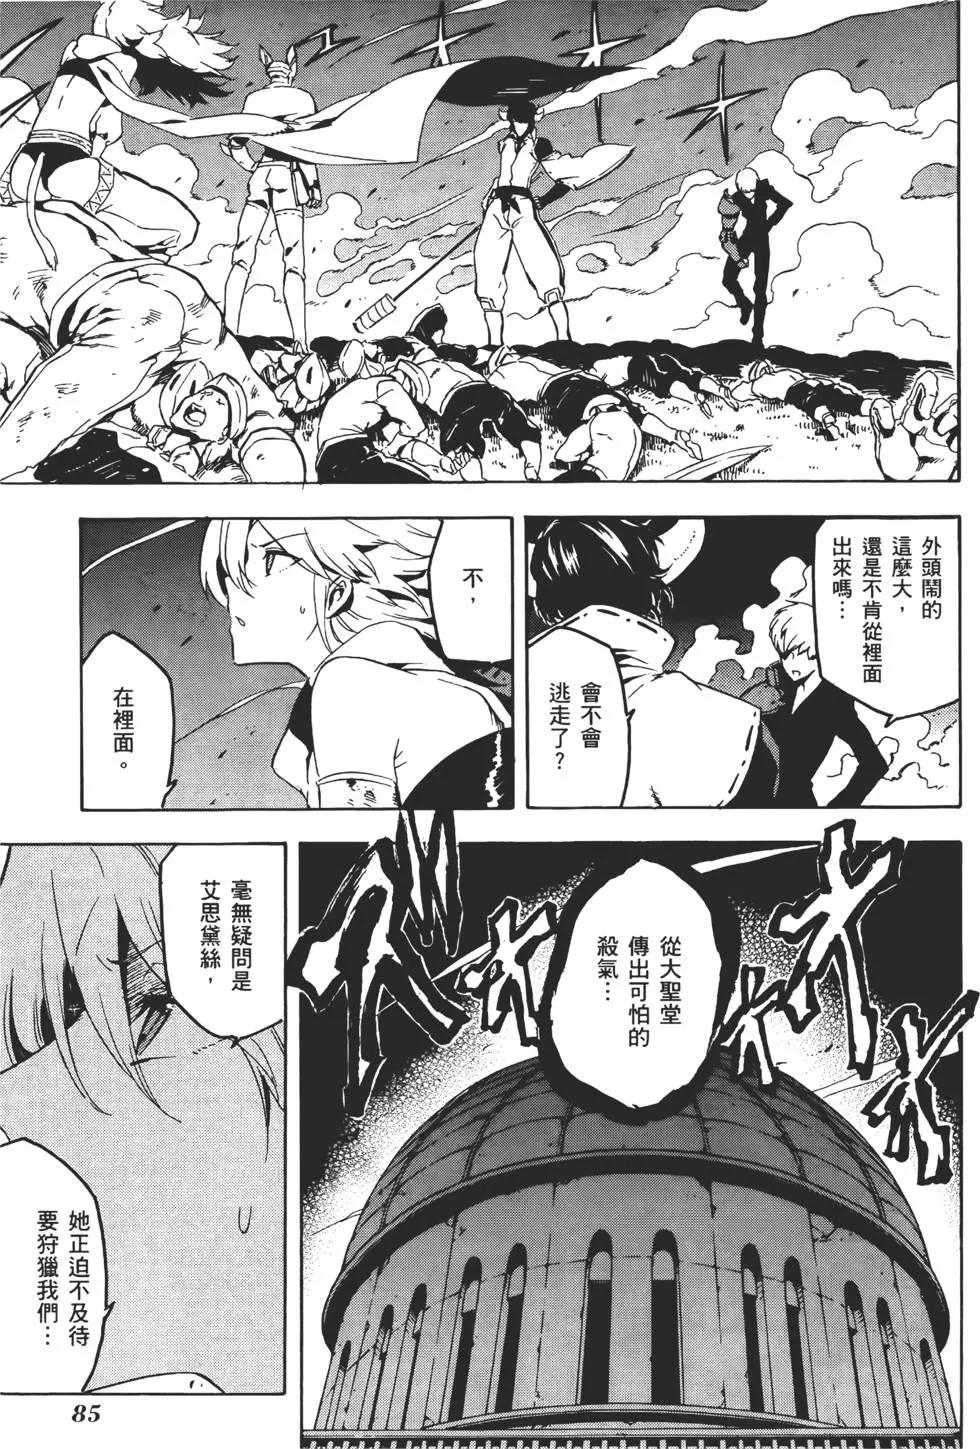 外頭鬧的
這麼大，
還是不肯從裡面
出來嗎…
會不會
逃走了？
不，
在裡面。
從大聖堂
傳出可怕的
殺氣…
毫無疑問是
艾思黛絲，
她正迫不及待
要狩獵我們…
85